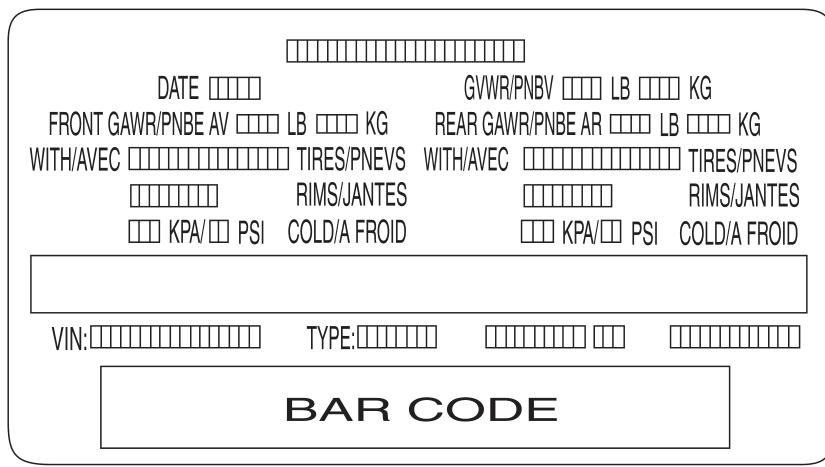 DATE GVWR/PNBV LB KG
FRONT GAWR/PNBE AV LB KG REAR GAWR/PNBE AR LB KG
WITH/AVEC TIRES/PNEVS WITH/AVEC TIRES/PNEVS
RIMS/JANTES RIMS/JANTES
KPA/ PSI COLD/A FROID KPA/ PSI COLD/A FROID
VIN: TYPE:
BAR CODE